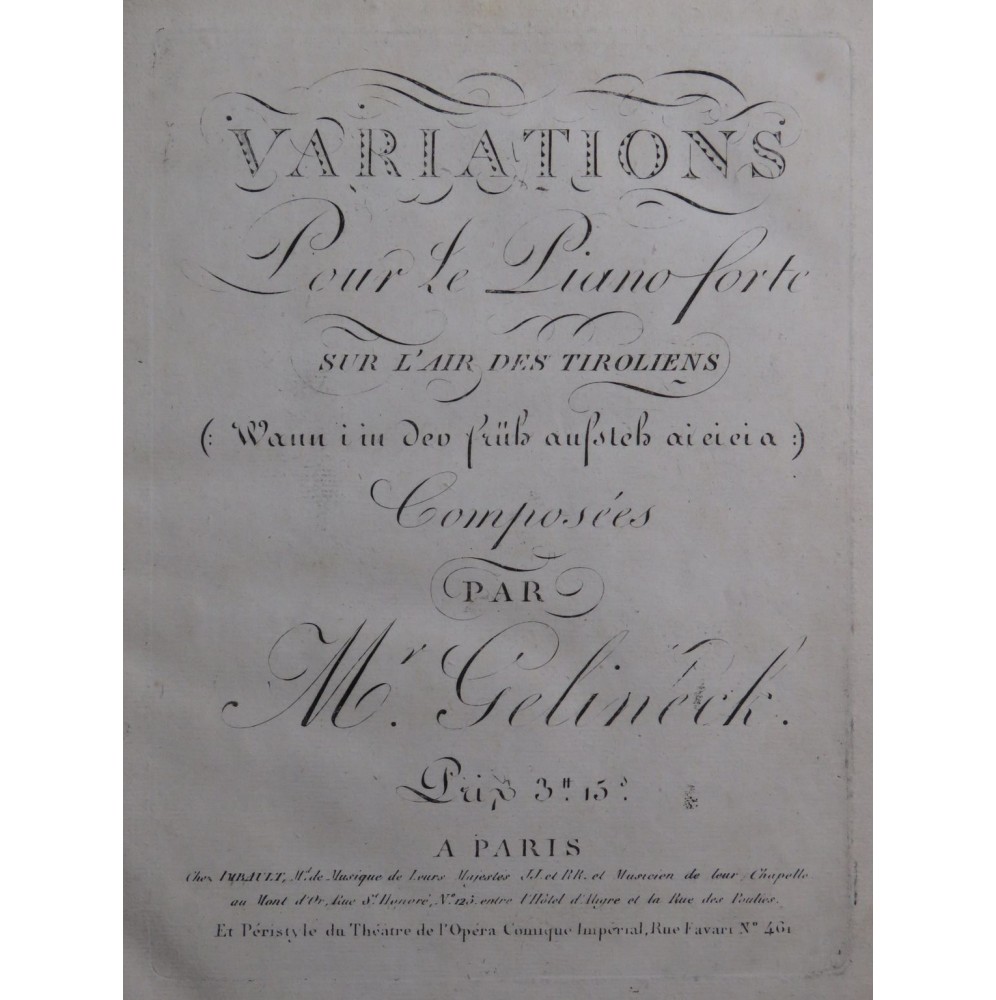 VARIATIONS
Pour Le Piano forte
SUR L'AIR DES TIROLIENS
(: Wann i in der früh aufsteh ai ei ei a :)
Composées
PAR
Mr. Gelineck.
Prix 3tt 15s
A PARIS
Chez IMBAULT, Md. de Musique de Leurs Majestés J.J. et RR. et Musicien de leur Chapelle
au Mont d'Or, Rue St. Honoré, No. 125. entre l'Hôtel d'Aligre et la Rue des Poulies.
Et Péristyle du Théatre de l'Opéra Comique Impérial, Rue Favart No 461